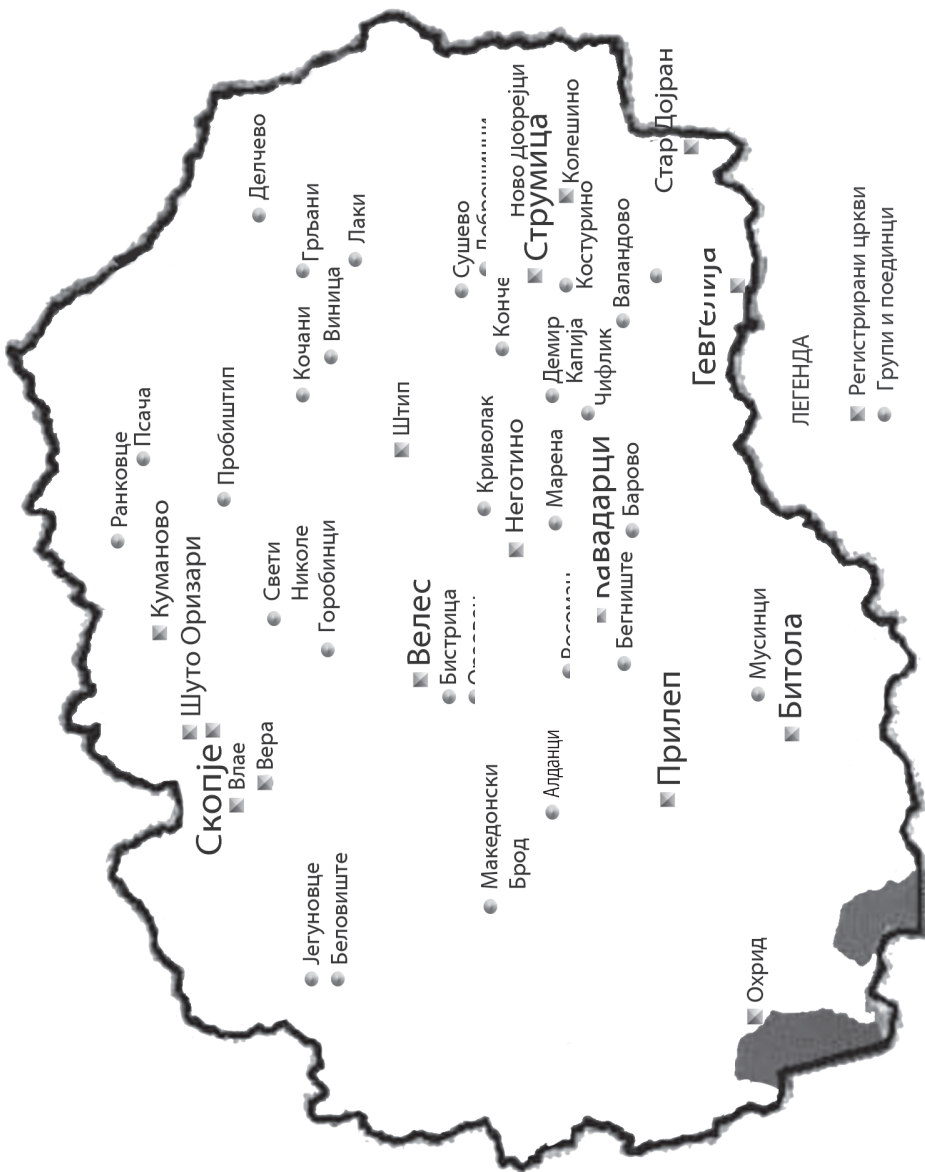 Делчево
Ранковце
Псача
Грљани
Лаки
Кочани
Виница
Пробиштип
Куманово
Шуто Оризари
Скопје
Влае
Вера
Свети
Николе
Горобинци
Штип
Јегуновце
Беловиште
Велес
Бистрица
Сушево
Конче
ново Добрејци
Струмица
Колешино
Костурино
Валандово
Стар Дојран
Криволак
Неготино
Демир
Капија
Чифлик
Марена
Барово
Бегниште
Македонски
Брод
Алданци
Прилеп
Гевгелија
Мусинци
Битола
Охрид
ЛЕГЕНДА
Регистрирани цркви
Групи и поединци